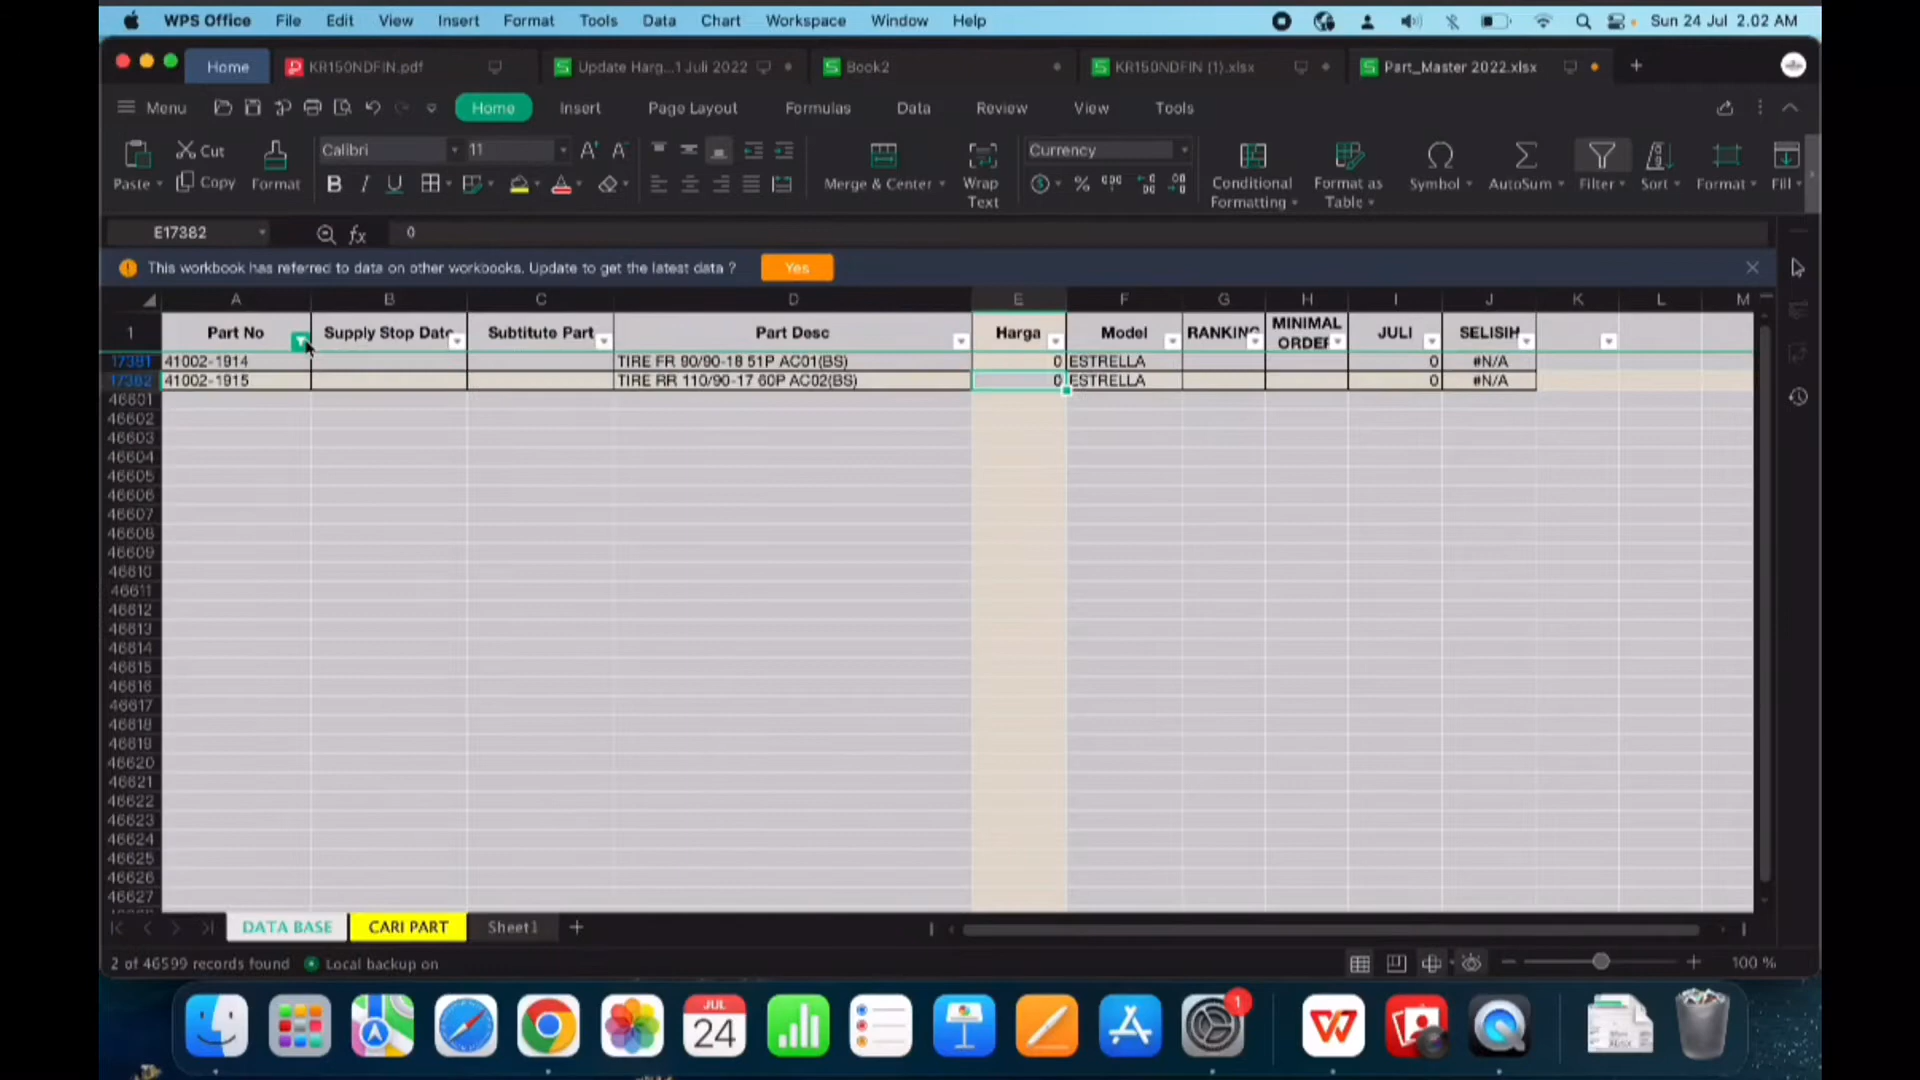 WPS Office File Edit View Insert Format Tools Data Chart Workspace Window Help Sun 24 Jul 2.02 AM
Home KR150NDFIN.pdf Update Harg...1 Juli 2022 Book2 KR150NDFIN (1).xlsx Part_Master 2022.xlsx
Menu Home Insert Page Layout Formulas Data Review View Tools
Paste Cut Copy Format Calibri 11 Merge & Center Wrap Text Currency Conditional Formatting Format as Table Symbol AutoSum Filter Sort Format Fill
E17382 fx 0
This workbook has referred to data on other workbooks. Update to get the latest data ? Yes
A B C D E F G H I J K L M
1 Part No Supply Stop Date Subtitute Part Part Desc Harga Model RANKING MINIMAL ORDER JULI SELISIH
17381 41002-1914 TIRE FR 90/90-18 51P AC01(BS) 0 ESTRELLA 0 #N/A
17382 41002-1915 TIRE RR 110/90-17 60P AC02(BS) 0 ESTRELLA 0 #N/A
46601
46602
46603
46604
46605
46606
46607
46608
46609
46610
46611
46612
46613
46614
46615
46616
46617
46618
46619
46620
46621
46622
46623
46624
46625
46626
46627
DATA BASE CARI PART Sheet1
2 of 46599 records found Local backup on 100 %
JUL
24
1